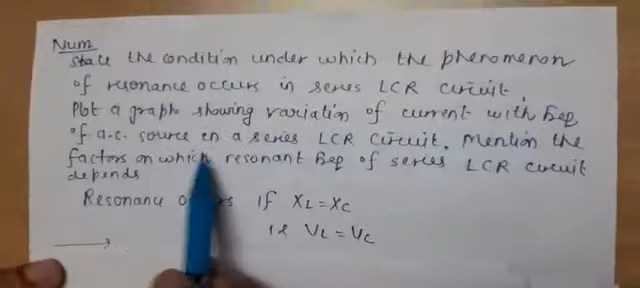 Num
State the condition under which the phenomenon
of resonance occurs in series LCR circuit.
Plot a graph showing variation of current with freq
of a.c. source in a series LCR circuit. Mention the
factors on which resonant freq of series LCR circuit
depends
Resonance if XL=XC
ie VL=VC